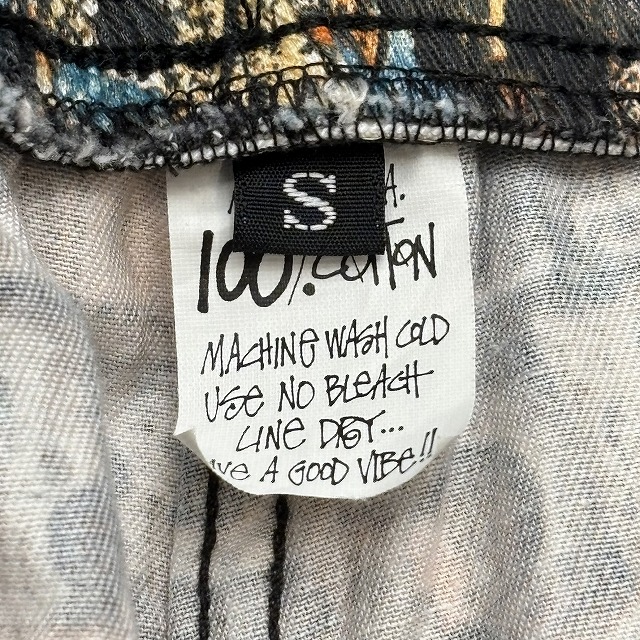 S
A.
100% COTTON
MACHINE WASH COLD
USE NO BLEACH
LINE DRY...
A GOOD VIBE!!